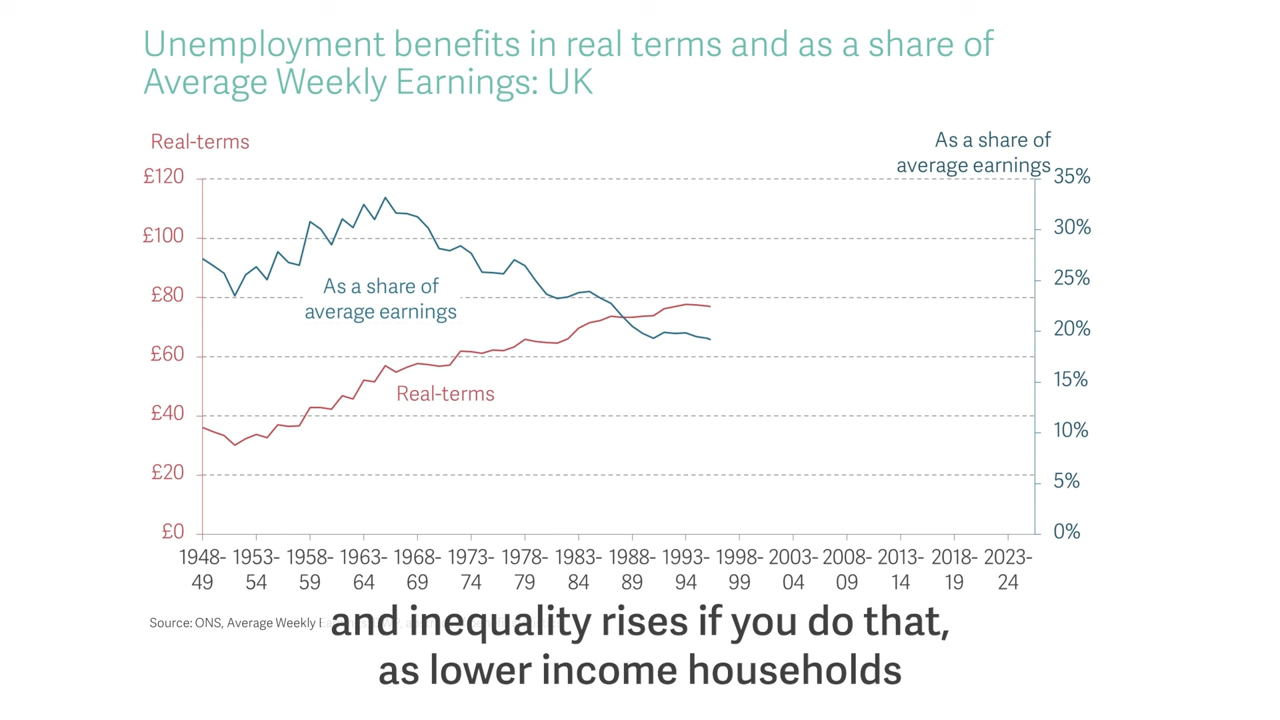 Unemployment benefits in real terms and as a share of
Average Weekly Earnings: UK
Real-terms
As a share of
average earnings
£120
£100
£80
£60
£40
£20
£0
35%
30%
25%
20%
15%
10%
5%
0%
As a share of
average earnings
Real-terms
1948- 1953- 1958- 1963- 1968- 1973- 1978- 1983- 1988- 1993- 1998- 2003- 2008- 2013- 2018- 2023-
49 54 59 64 69 74 79 84 89 94 99 04 09 14 19 24
Source: ONS, Average Weekly
and inequality rises if you do that,
as lower income households